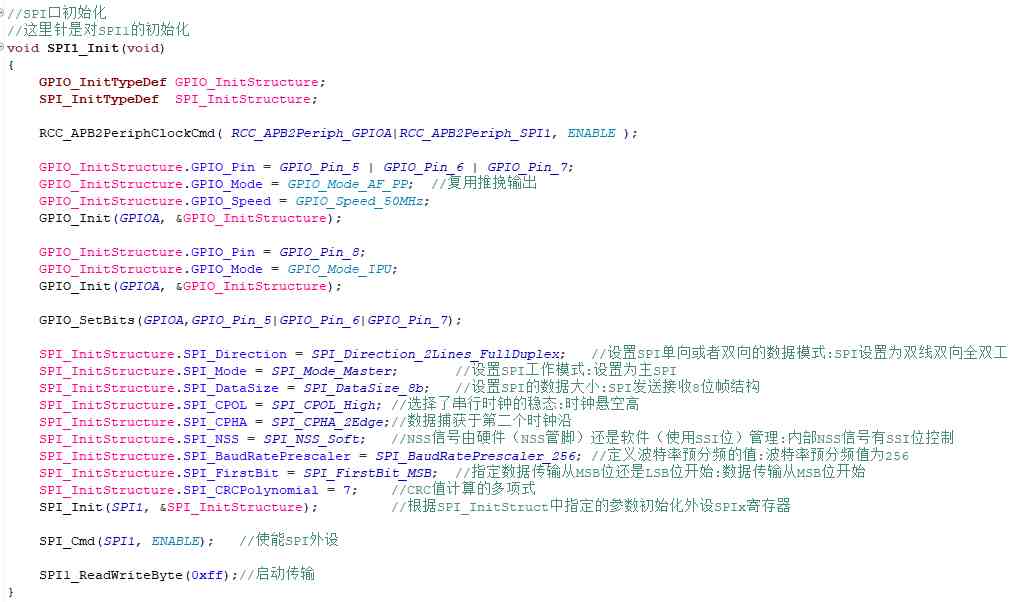 //SPI口初始化
//这里针是对SPI1的初始化
void SPI1_Init(void)
{
GPIO_InitTypeDef GPIO_InitStructure;
SPI_InitTypeDef  SPI_InitStructure;
RCC_APB2PeriphClockCmd( RCC_APB2Periph_GPIOA|RCC_APB2Periph_SPI1, ENABLE );
GPIO_InitStructure.GPIO_Pin = GPIO_Pin_5 | GPIO_Pin_6 | GPIO_Pin_7;
GPIO_InitStructure.GPIO_Mode = GPIO_Mode_AF_PP;  //复用推挽输出
GPIO_InitStructure.GPIO_Speed = GPIO_Speed_50MHz;
GPIO_Init(GPIOA, &GPIO_InitStructure);
GPIO_InitStructure.GPIO_Pin = GPIO_Pin_8;
GPIO_InitStructure.GPIO_Mode = GPIO_Mode_IPU;
GPIO_Init(GPIOA, &GPIO_InitStructure);
GPIO_SetBits(GPIOA,GPIO_Pin_5|GPIO_Pin_6|GPIO_Pin_7);
SPI_InitStructure.SPI_Direction = SPI_Direction_2Lines_FullDuplex;   //设置SPI单向或者双向的数据模式:SPI设置为双线双向全双工
SPI_InitStructure.SPI_Mode = SPI_Mode_Master;       //设置SPI工作模式:设置为主SPI
SPI_InitStructure.SPI_DataSize = SPI_DataSize_8b;   //设置SPI的数据大小:SPI发送接收8位帧结构
SPI_InitStructure.SPI_CPOL = SPI_CPOL_High; //选择了串行时钟的稳态:时钟悬空高
SPI_InitStructure.SPI_CPHA = SPI_CPHA_2Edge;//数据捕获于第二个时钟沿
SPI_InitStructure.SPI_NSS = SPI_NSS_Soft;   //NSS信号由硬件（NSS管脚）还是软件（使用SSI位）管理:内部NSS信号有SSI位控制
SPI_InitStructure.SPI_BaudRatePrescaler = SPI_BaudRatePrescaler_256; //定义波特率预分频的值:波特率预分频值为256
SPI_InitStructure.SPI_FirstBit = SPI_FirstBit_MSB;  //指定数据传输从MSB位还是LSB位开始:数据传输从MSB位开始
SPI_InitStructure.SPI_CRCPolynomial = 7;    //CRC值计算的多项式
SPI_Init(SPI1, &SPI_InitStructure);         //根据SPI_InitStruct中指定的参数初始化外设SPIx寄存器
SPI_Cmd(SPI1, ENABLE);   //使能SPI外设
SPI1_ReadWriteByte(0xff);//启动传输
}